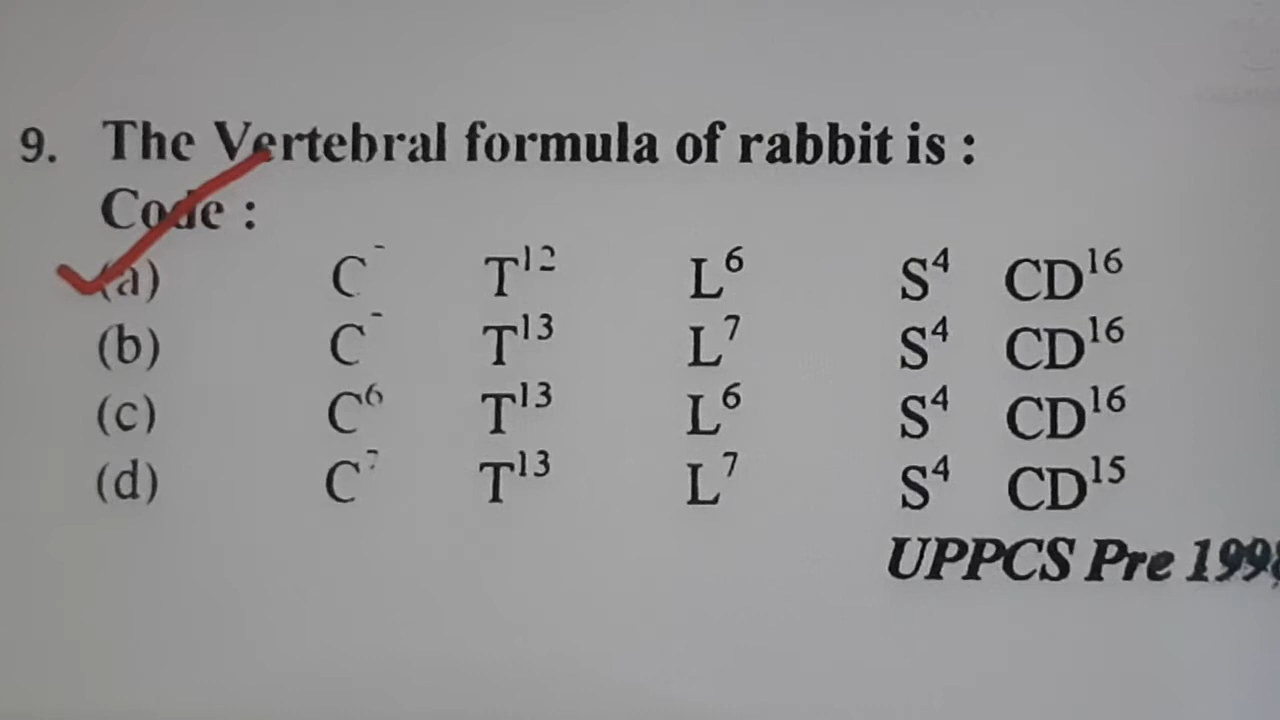 9. The Vertebral formula of rabbit is :
Code :
(a) C T¹² L⁶ S⁴ CD¹⁶
(b) C T¹³ L⁷ S⁴ CD¹⁶
(c) C⁶ T¹³ L⁶ S⁴ CD¹⁶
(d) C⁷ T¹³ L⁷ S⁴ CD¹⁵
UPPCS Pre